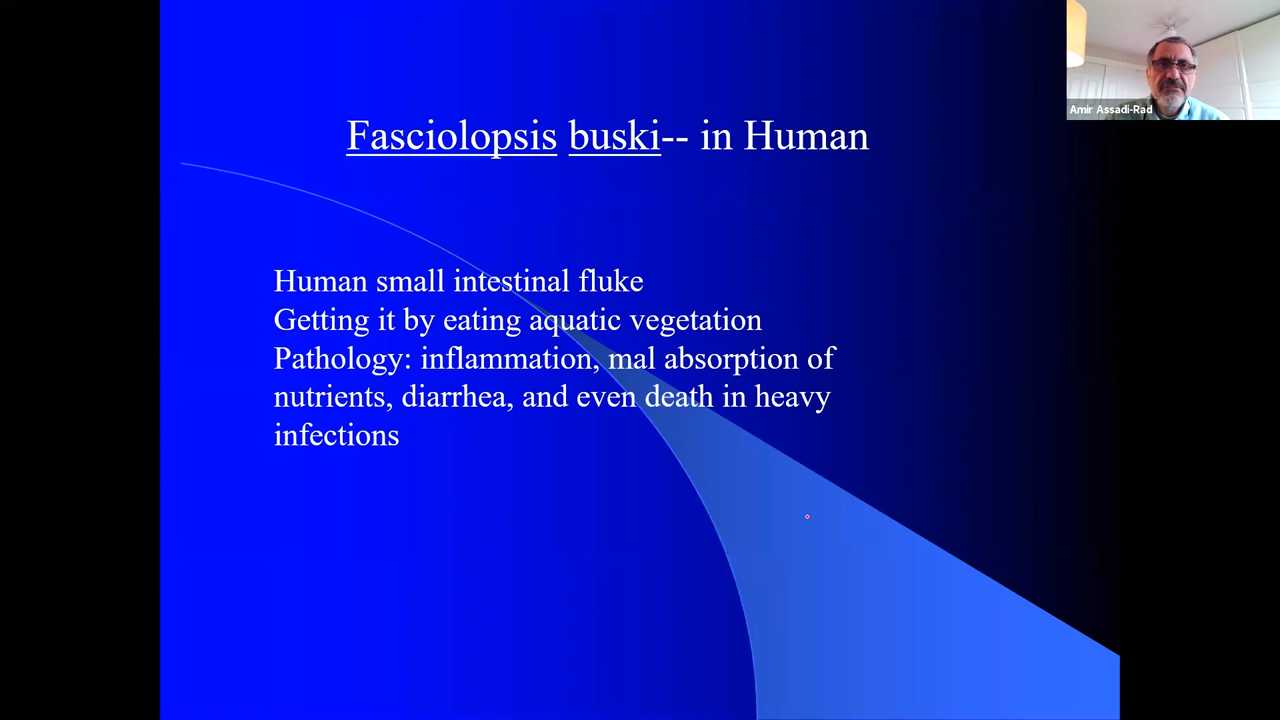 Amir Assadi-Rad
Fasciolopsis buski-- in Human
Human small intestinal fluke
Getting it by eating aquatic vegetation
Pathology: inflammation, mal absorption of
nutrients, diarrhea, and even death in heavy
infections